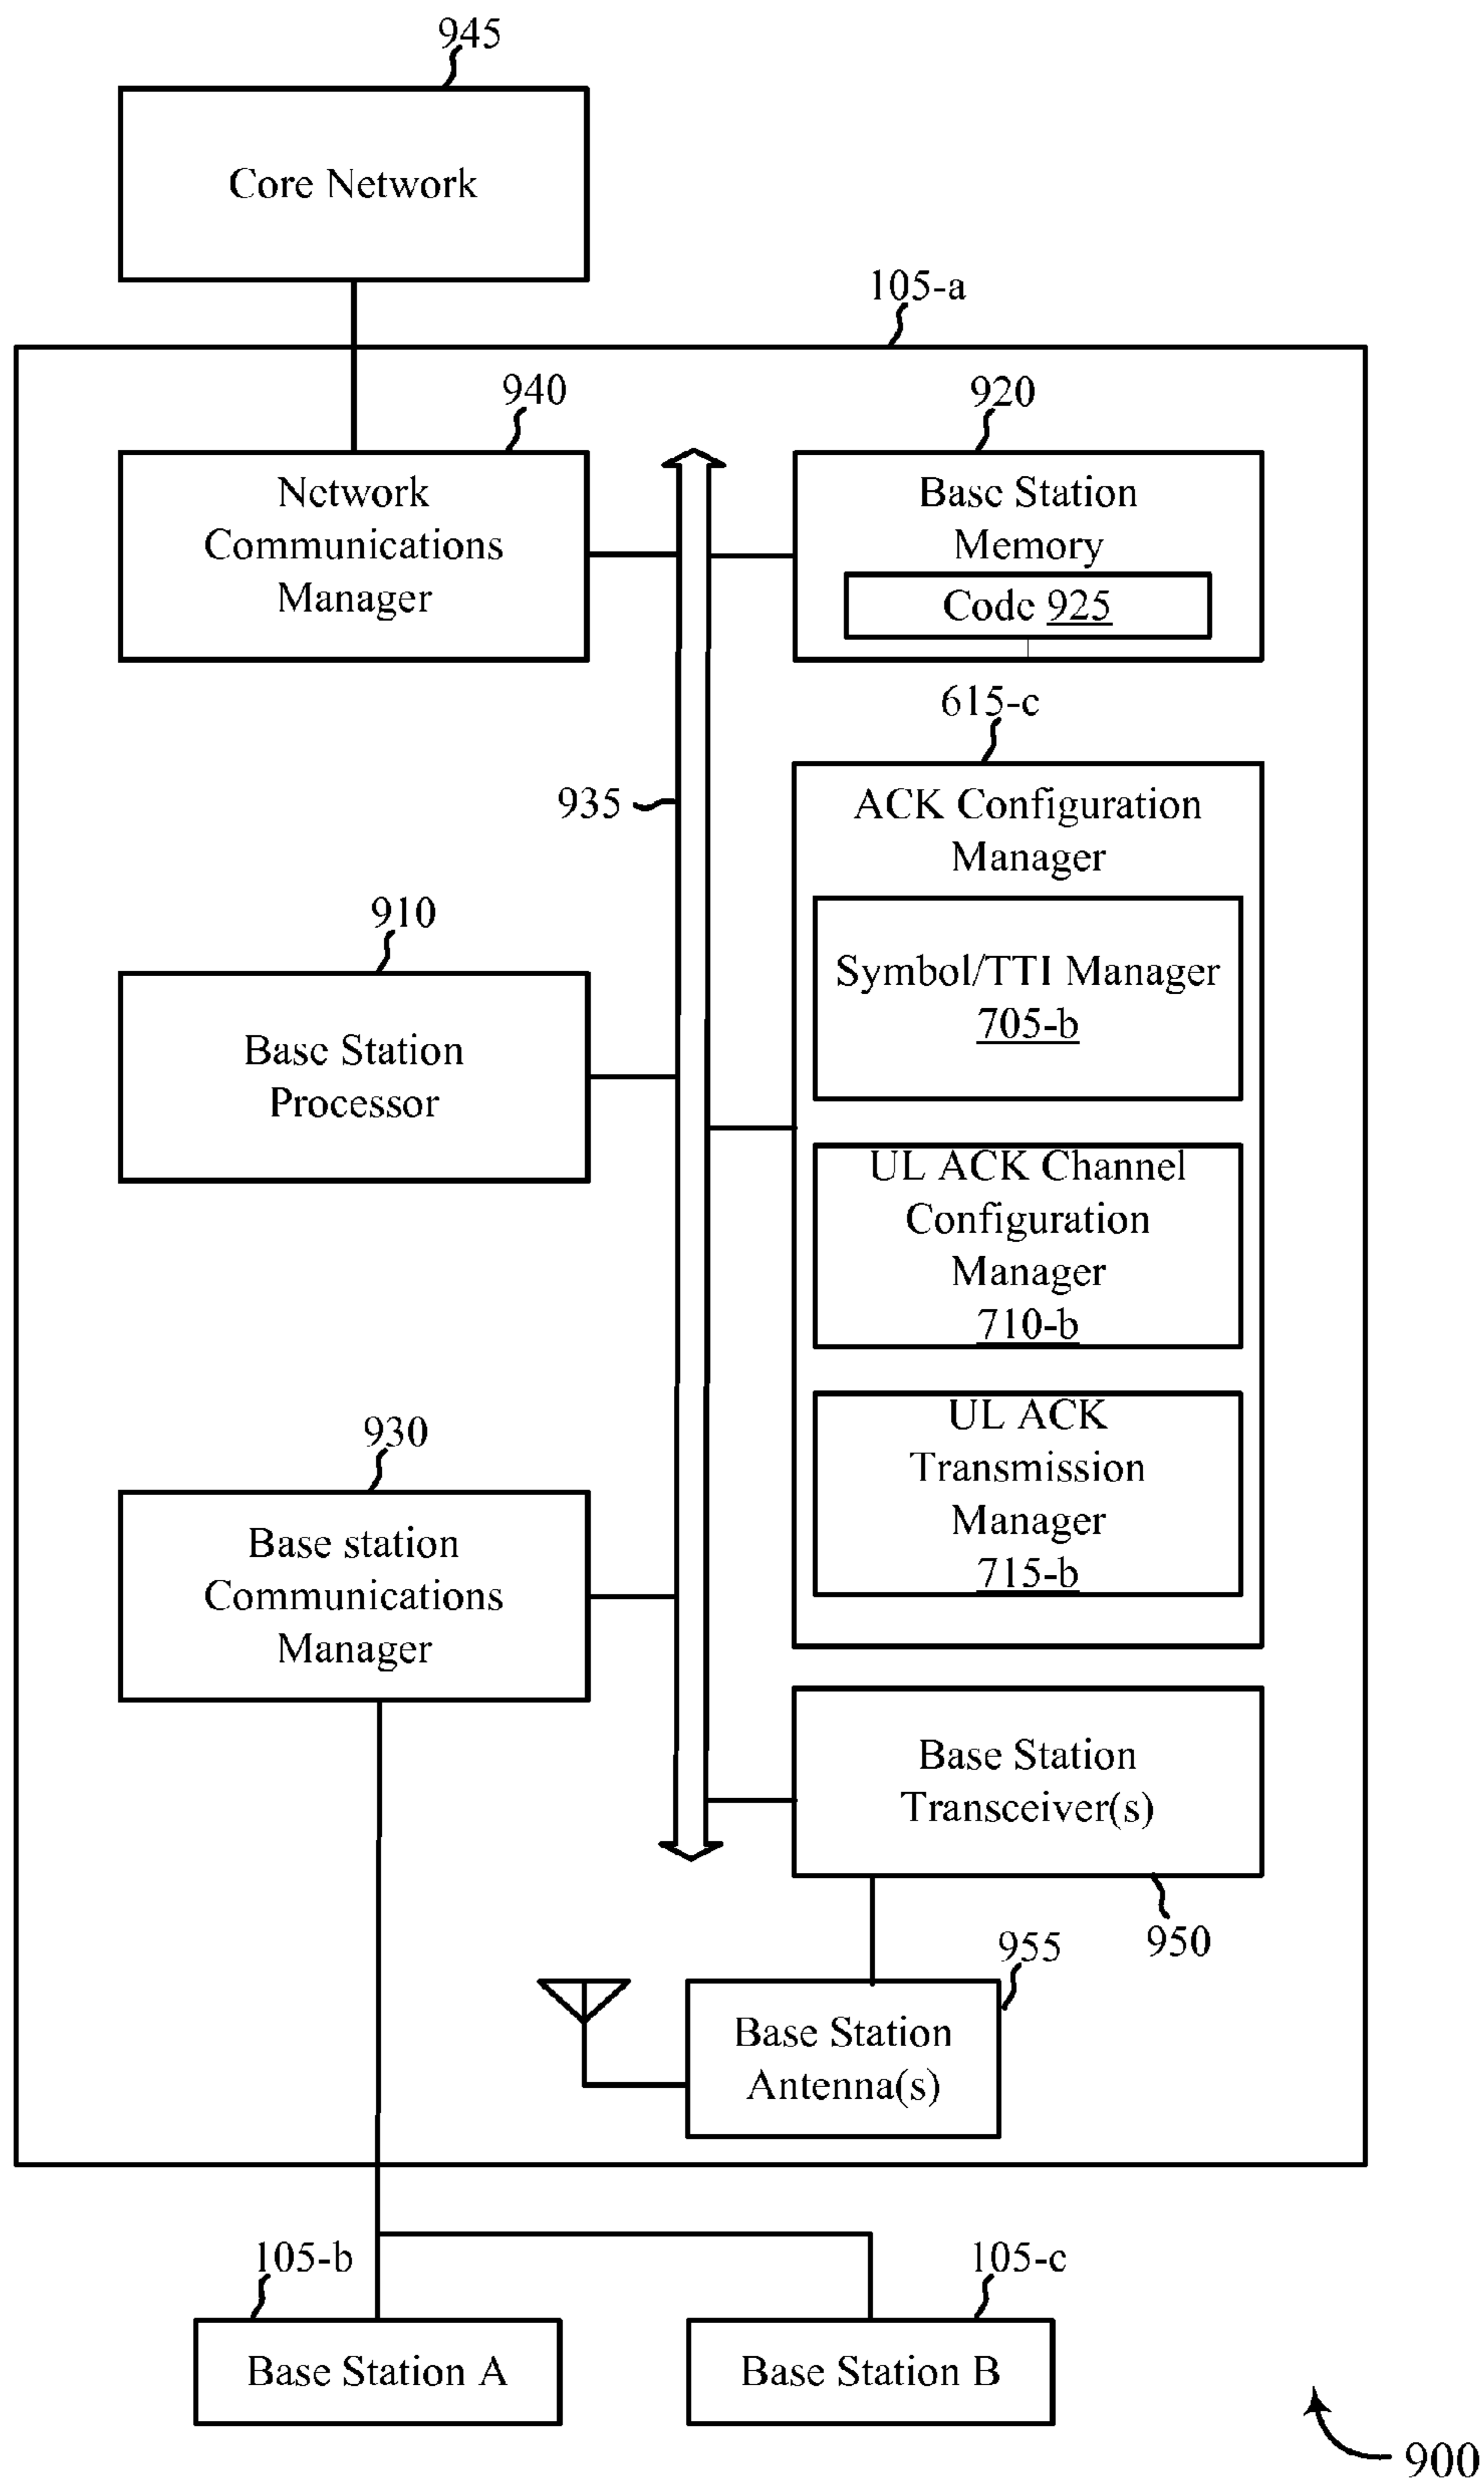 945
Core Network
105-a
940
920
Network
Communications
Manager
Base Station
Memory
Code 925
615-c
935
ACK Configuration
Manager
Symbol/TTI Manager
705-b
910
Base Station
Processor
UL ACK Channel
Configuration
Manager
710-b
UL ACK
Transmission
Manager
715-b
930
Base station
Communications
Manager
Base Station
Transceiver(s)
950
955
Base Station
Antenna(s)
105-b
105-c
Base Station A
Base Station B
900